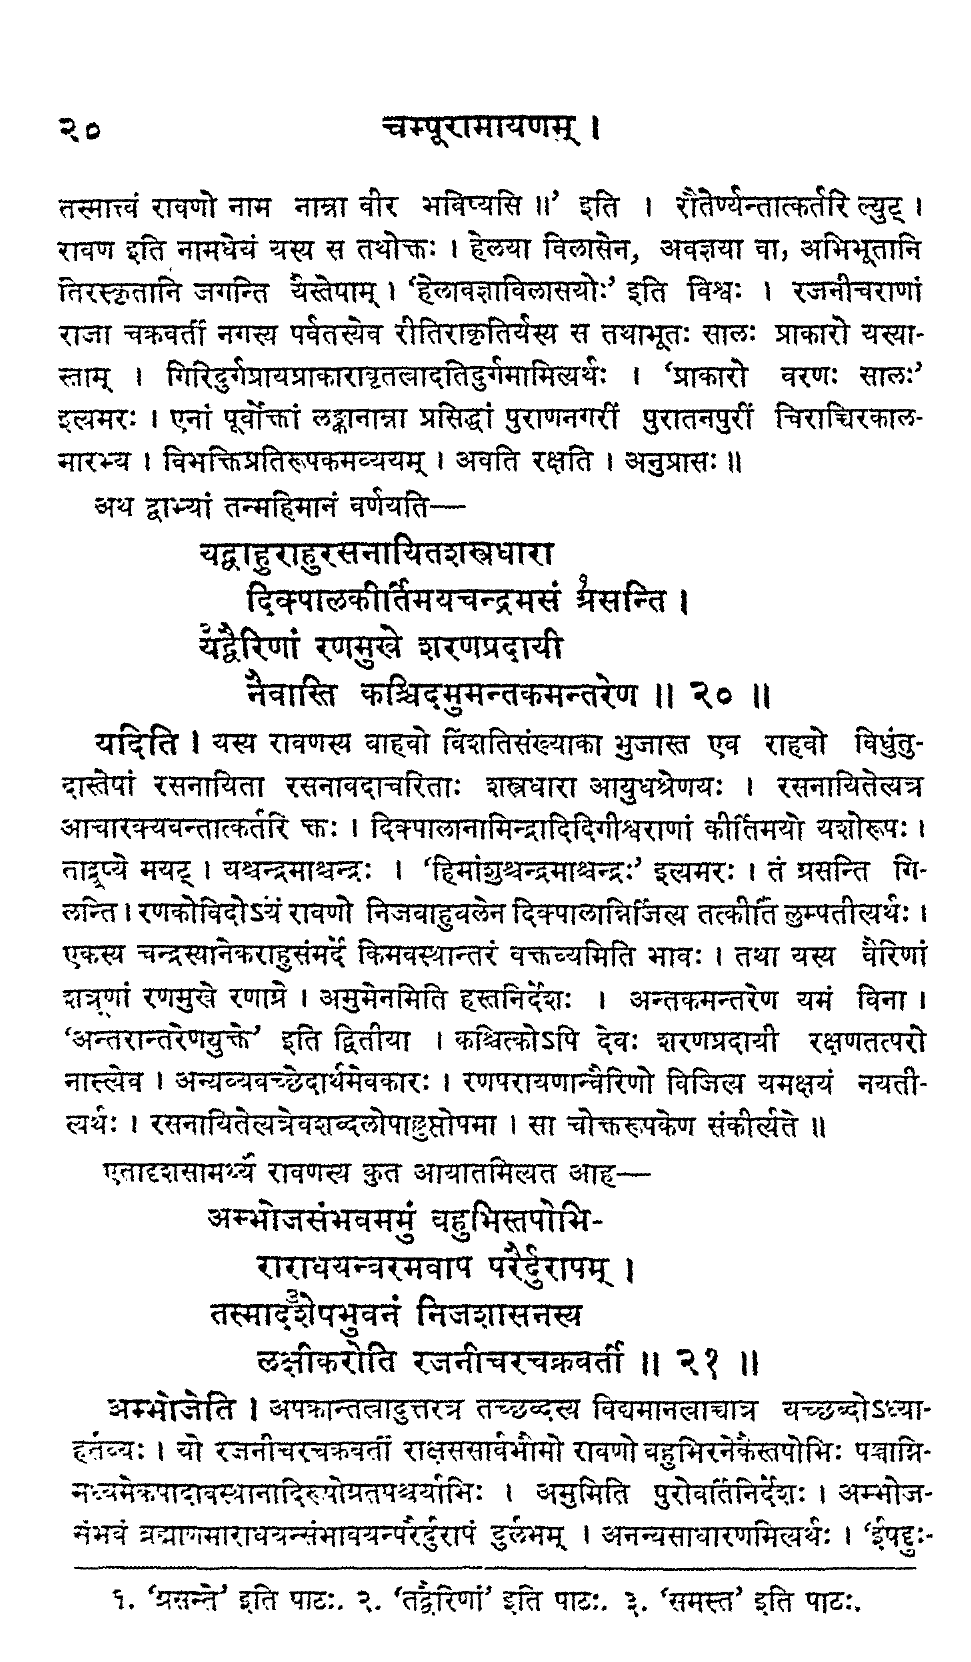 २० चम्पूरामायणम् ।
तस्मात्त्वं रावणो नाम नाम्ना वीर भविष्यसि ॥’ इति । रौतेर्ण्यन्तात्कर्तरि ल्युट् ।
रावण इति नामधेयं यस्य स तथोक्तः । हेलया विलासेन, अवज्ञया वा, अभिभूतानि
तिरस्कृतानि जगन्ति यैस्तेषाम् । ‘हेलावज्ञाविलासयोः’ इति विश्वः । रजनीचराणां
राजा चक्रवर्ती नगस्य पर्वतस्येव रीतिराकृतिर्यस्य स तथाभूतः सालः प्राकारो यस्या-
स्ताम् । गिरिदुर्गप्रायप्राकारावृतत्वादतिदुर्गमामित्यर्थः । ‘प्राकारो वरणः सालः’
इत्यमरः । एनां पूर्वोक्तां लङ्कानाम्ना प्रसिद्धां पुराणनगरीं पुरातनपुरीं चिराच्चिरकाल-
मारभ्य । विभक्तिप्रतिरूपकमव्ययम् । अवति रक्षति । अनुप्रासः ॥
अथ द्वाभ्यां तन्महिमानं वर्णयति—
यद्बाहुराहुरसनायितशस्त्रधारा
दिक्पालकीर्तिमयचन्द्रमसं ग्रसन्ति१ ।
यद्वैरिणां२ रणमुखे शरणप्रदायी
नैवास्ति कश्चिदमुमन्तकमन्तरेण ॥ २० ॥
यदिति । यस्य रावणस्य बाहवो विंशतिसंख्याका भुजास्त एव राहवो विधुंतु-
दास्तेषां रसनायिता रसनावदाचरिताः शस्त्रधारा आयुधश्रेणयः । रसनायितेत्यत्र
आचारक्यङन्तात्कर्तरि क्तः । दिक्पालानामिन्द्रादिदिगीश्वराणां कीर्तिमयो यशोरूपः ।
ताद्रूप्ये मयट् । यश्चन्द्रमाश्चन्द्रः । ‘हिमांशुश्चन्द्रमाश्चन्द्रः’ इत्यमरः । तं ग्रसन्ति गि-
लन्ति । रणकोविदोऽयं रावणो निजबाहुबलेन दिक्पालान्निर्जित्य तत्कीर्तिं लुम्पतीत्यर्थः ।
एकस्य चन्द्रस्यानेकराहुसंमर्दे किमवस्थान्तरं वक्तव्यमिति भावः । तथा यस्य वैरिणां
शत्रूणां रणमुखे रणाग्रे । अमुमेनमिति हस्तनिर्देशः । अन्तकमन्तरेण यमं विना ।
‘अन्तरान्तरेणयुक्ते’ इति द्वितीया । कश्चित्कोऽपि देवः शरणप्रदायी रक्षणतत्परो
नास्त्येव । अन्यव्यवच्छेदार्थमेवकारः । रणपरायणान्वैरिणो विजित्य यमक्षयं नयती-
त्यर्थः । रसनायितेत्यत्रेवशब्दलोपाल्लुप्तोपमा । सा चोक्तरूपकेण संकीर्त्यते ॥
एतादृशसामर्थ्यं रावणस्य कुत आयातमित्यत आह—
अम्भोजसंभवममुं बहुभिस्तपोभि-
राराधयन्वरमवाप परैर्दुरापम् ।
तस्मादशेषभुवनं३ निजशासनस्य
लक्षीकरोति रजनीचरचक्रवर्ती ॥ २१ ॥
अम्भोजेति । अपक्रान्तत्वादुत्तरत्र तच्छब्दस्य विद्यमानत्वाच्चात्र यच्छब्दोऽध्या-
हर्तव्यः । यो रजनीचरचक्रवर्ती राक्षससार्वभौमो रावणो बहुभिरनेकैस्तपोभिः पञ्चाग्नि-
मध्यमेकपादावस्थानादिरूपोग्रतपश्चर्याभिः । अमुमिति पुरोवर्तिनिर्देशः । अम्भोज-
संभवं ब्रह्माणमाराधयन्संभावयन्परैर्दुरापं दुर्लभम् । अनन्यसाधारणमित्यर्थः । ‘ईषद्दुः-
१. ‘ग्रसन्ते’ इति पाठः. २. ‘तद्वैरिणां’ इति पाठः. ३. ‘समस्त’ इति पाठः.